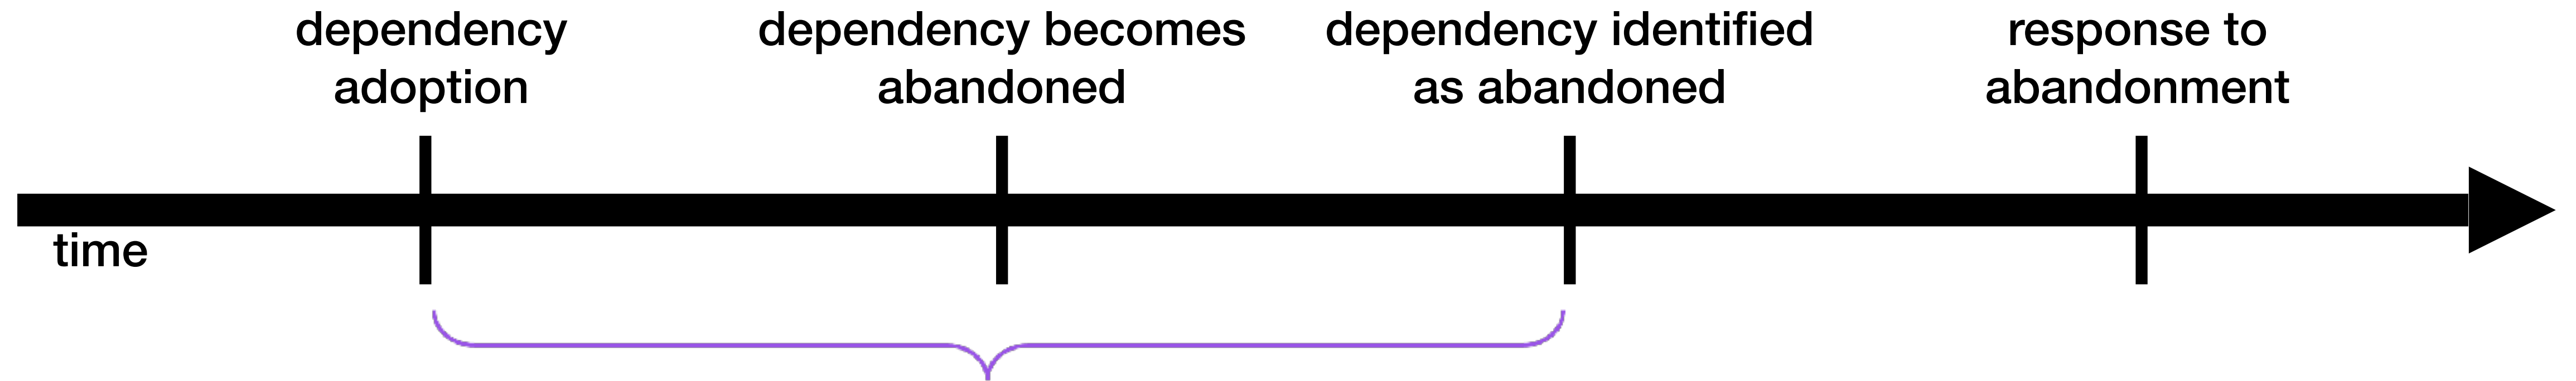 dependency
adoption
dependency becomes
abandoned
dependency identified
as abandoned
response to
abandonment
time